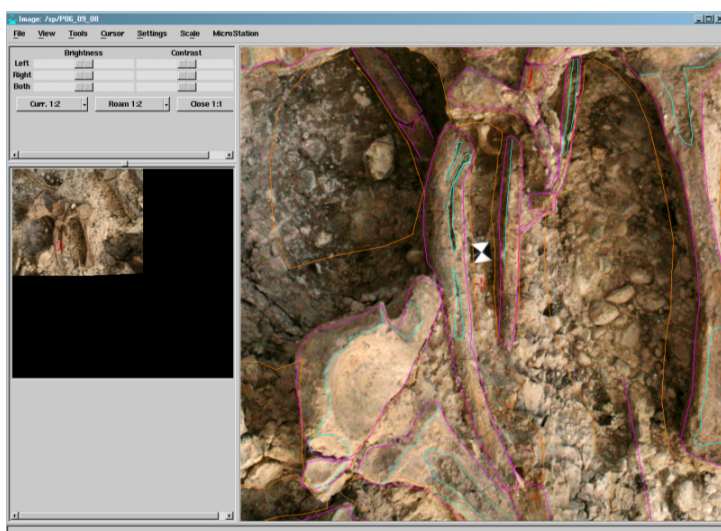 Image: /sp/P06_09_08
File View Tools Cursor Settings Scale MicroStation
Brightness Contrast
Left
Right
Both
Curr. 1:2 Roam 1:2 Close 1:1